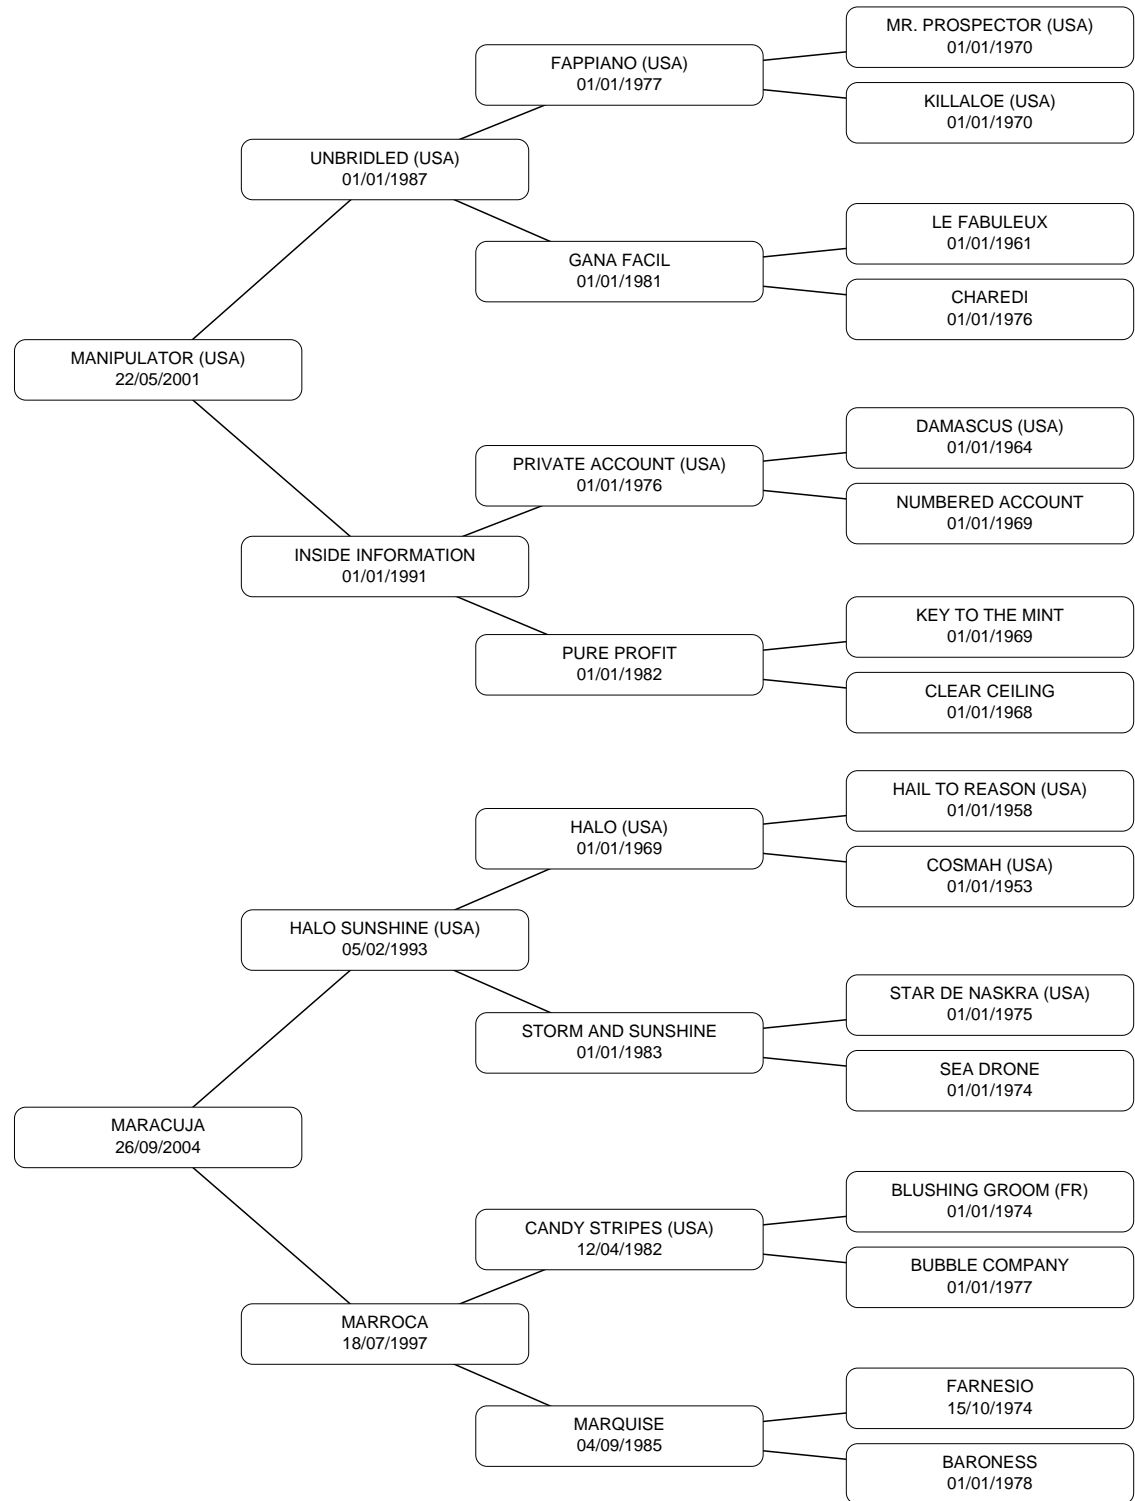 MR. PROSPECTOR (USA)
01/01/1970
FAPPIANO (USA)
01/01/1977
KILLALOE (USA)
01/01/1970
UNBRIDLED (USA)
01/01/1987
LE FABULEUX
01/01/1961
GANA FACIL
01/01/1981
CHAREDI
01/01/1976
MANIPULATOR (USA)
22/05/2001
DAMASCUS (USA)
01/01/1964
PRIVATE ACCOUNT (USA)
01/01/1976
NUMBERED ACCOUNT
01/01/1969
INSIDE INFORMATION
01/01/1991
KEY TO THE MINT
01/01/1969
PURE PROFIT
01/01/1982
CLEAR CEILING
01/01/1968
HAIL TO REASON (USA)
01/01/1958
HALO (USA)
01/01/1969
COSMAH (USA)
01/01/1953
HALO SUNSHINE (USA)
05/02/1993
STAR DE NASKRA (USA)
01/01/1975
STORM AND SUNSHINE
01/01/1983
SEA DRONE
01/01/1974
MARACUJA
26/09/2004
BLUSHING GROOM (FR)
01/01/1974
CANDY STRIPES (USA)
12/04/1982
BUBBLE COMPANY
01/01/1977
MARROCA
18/07/1997
FARNESIO
15/10/1974
MARQUISE
04/09/1985
BARONESS
01/01/1978